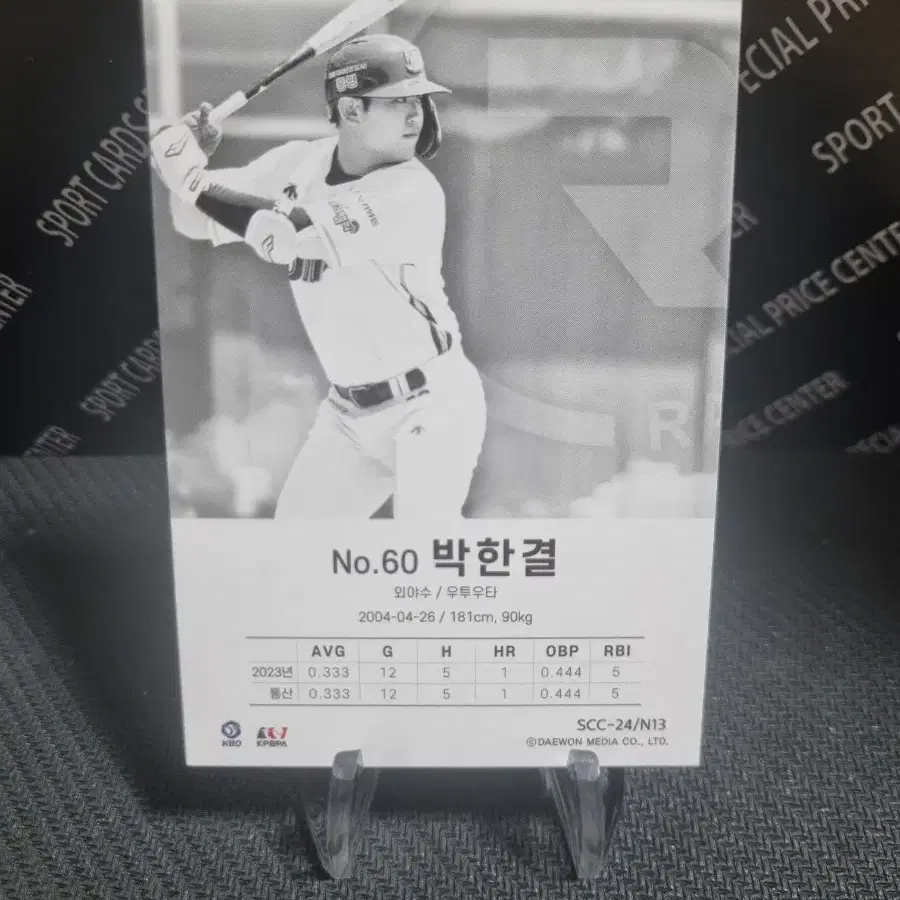 SPORT CARDS
SPECIAL PRICE CENTER
SPORT
R
No.60 박한결
외야수 / 우투우타
2004-04-26 / 181cm, 90kg
AVG G H HR OBP RBI
2023년 0.333 12 5 1 0.444 5
통산 0.333 12 5 1 0.444 5
SCC-24/N13
KBO KPBPA
©DAEWON MEDIA CO., LTD.